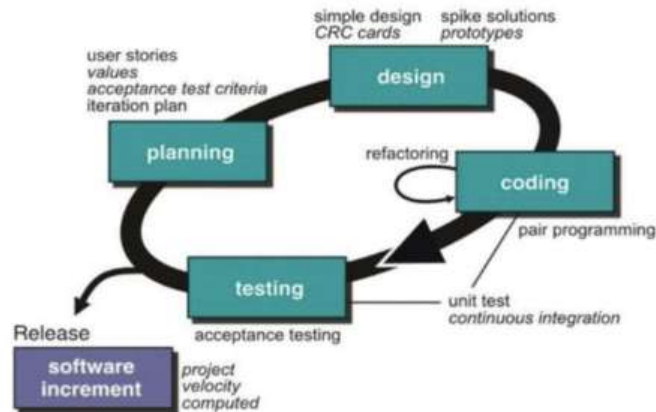 simple design
CRC cards
spike solutions
prototypes
user stories
values
acceptance test criteria
iteration plan
design
planning
refactoring
coding
pair programming
testing
unit test
continuous integration
acceptance testing
Release
software
increment
project
velocity
computed